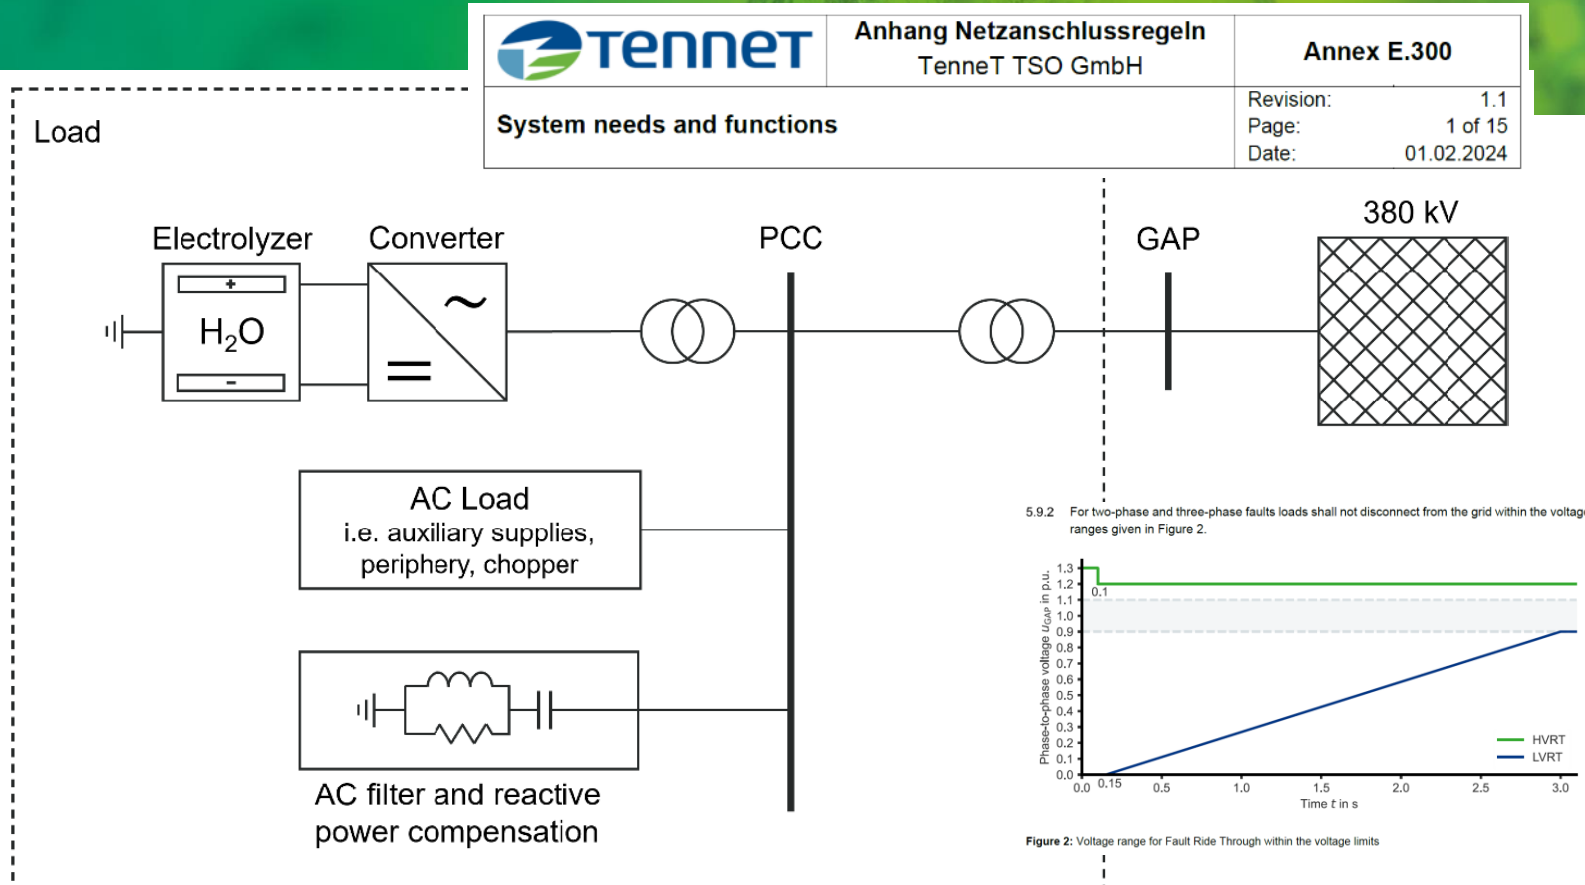 TenneT
Anhang Netzanschlussregeln
TenneT TSO GmbH
Annex E.300
System needs and functions
Revision: 1.1
Page: 1 of 15
Date: 01.02.2024
Load
Electrolyzer
Converter
PCC
GAP
380 kV
+
H₂O
-
~
=
AC Load
i.e. auxiliary supplies,
periphery, chopper
AC filter and reactive
power compensation
5.9.2 For two-phase and three-phase faults loads shall not disconnect from the grid within the voltage
ranges given in Figure 2.
Phase-to-phase voltage uGAP in p.u.
1.3
1.2
1.1
1.0
0.9
0.8
0.7
0.6
0.5
0.4
0.3
0.2
0.1
0.0
0.1
HVRT
LVRT
0.0 0.15 0.5 1.0 1.5 2.0 2.5 3.0
Time t in s
Figure 2: Voltage range for Fault Ride Through within the voltage limits